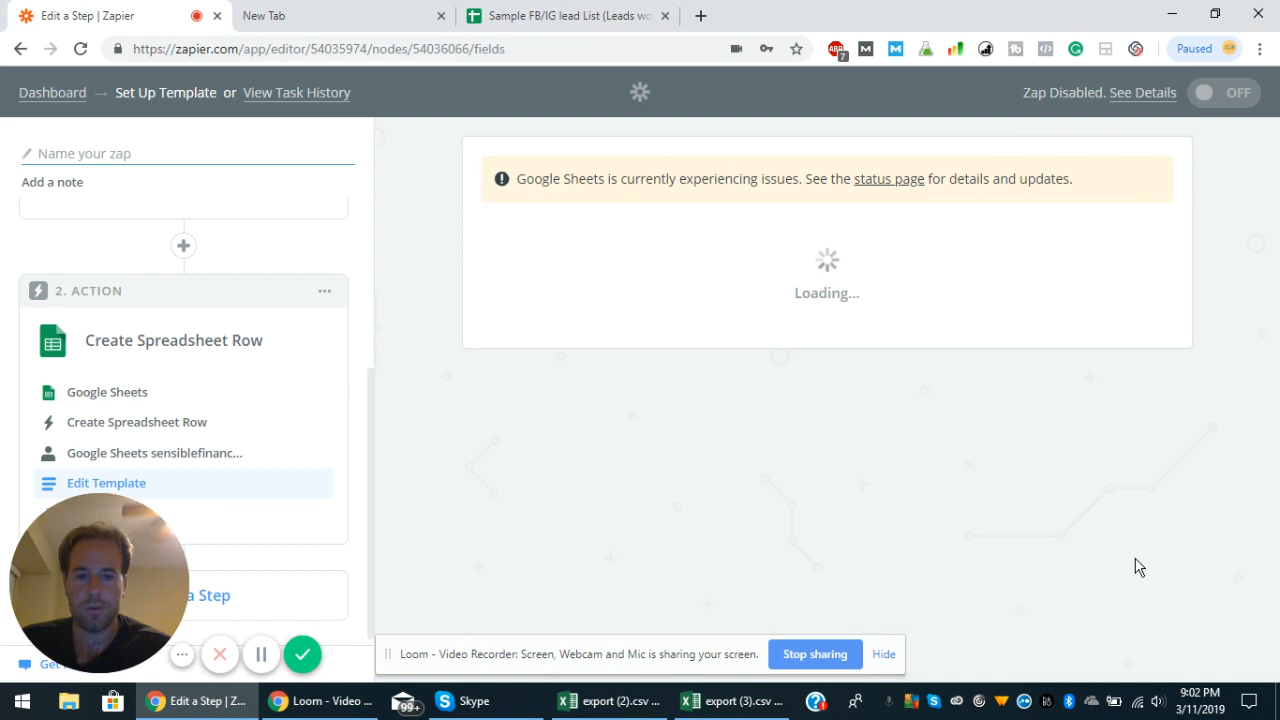 Edit a Step | Zapier
New Tab
Sample FB/IG lead List (Leads wo
https://zapier.com/app/editor/54035974/nodes/54036066/fields
ABP
7
Paused
Dashboard → Set Up Template or View Task History
Zap Disabled. See Details
OFF
Name your zap
Add a note
Google Sheets is currently experiencing issues. See the status page for details and updates.
Loading...
2. ACTION
Create Spreadsheet Row
Google Sheets
Create Spreadsheet Row
Google Sheets sensiblefinanc...
Edit Template
a Step
Loom - Video Recorder: Screen, Webcam and Mic is sharing your screen.
Stop sharing
Hide
Edit a Step | Z...
Loom - Video ...
99+
Skype
export (2).csv ...
export (3).csv ...
9:02 PM
3/11/2019